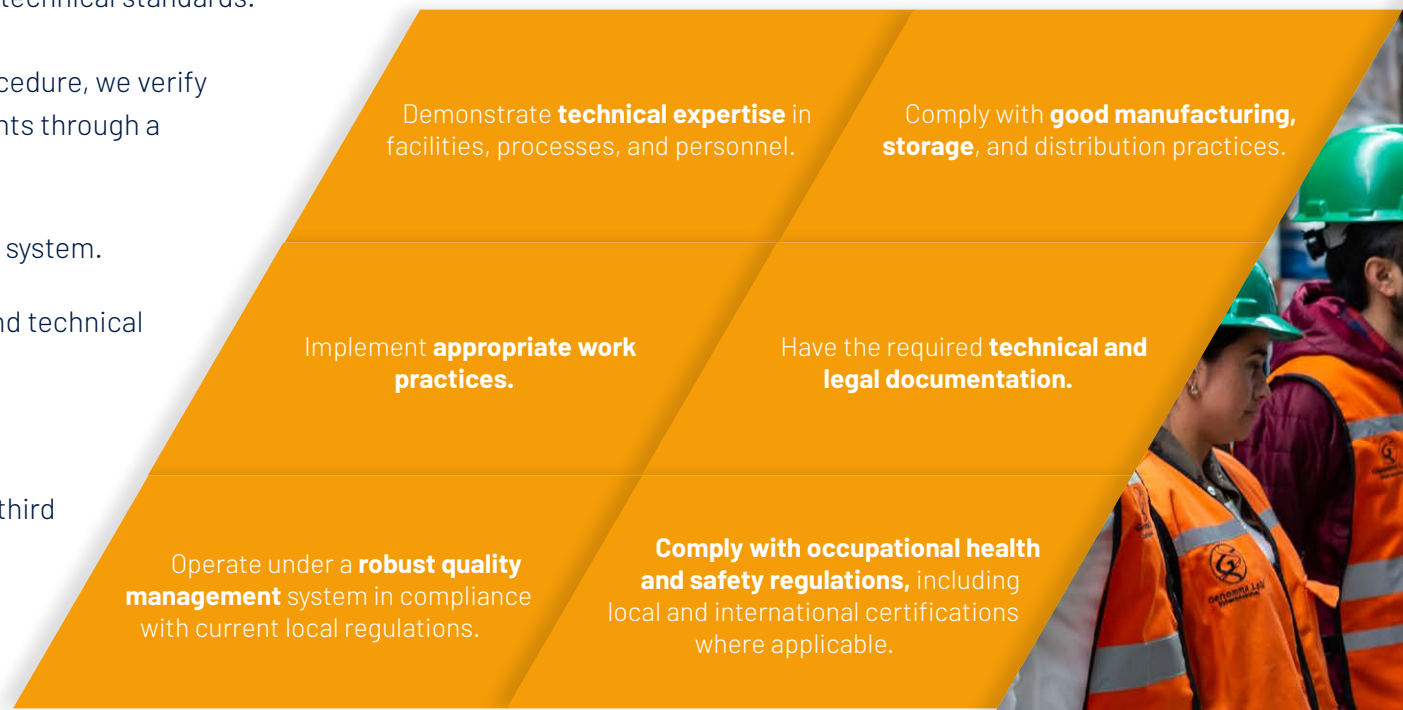 technical standards.
cedure, we verify
nts through a
system.
nd technical
third
Demonstrate technical expertise in
facilities, processes, and personnel.
Comply with good manufacturing,
storage, and distribution practices.
Implement appropriate work
practices.
Have the required technical and
legal documentation.
Operate under a robust quality
management system in compliance
with current local regulations.
Comply with occupational health
and safety regulations, including
local and international certifications
where applicable.
Genomma Lab